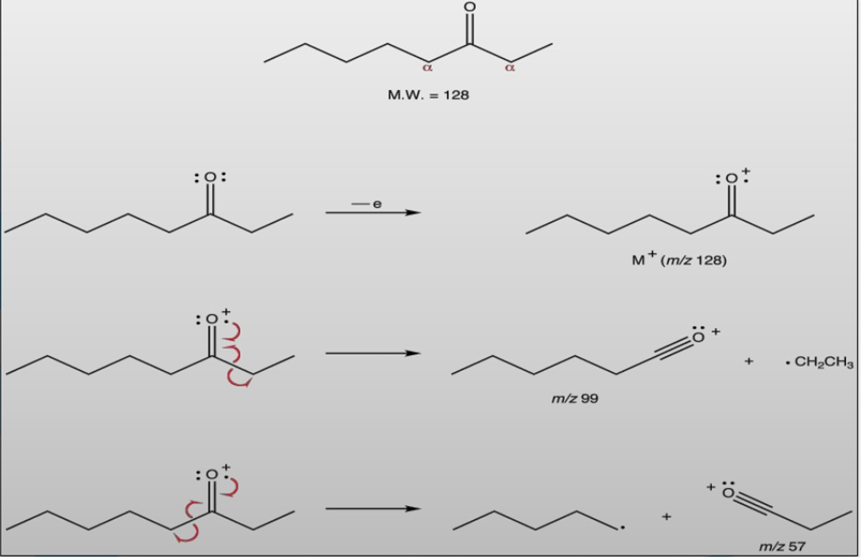 O
α α
M.W. = 128
:O: :O+.
— e
M+ (m/z 128)
:O+. Ö +
+ • CH₂CH₃
m/z 99
:O+. + Ö
+
m/z 57